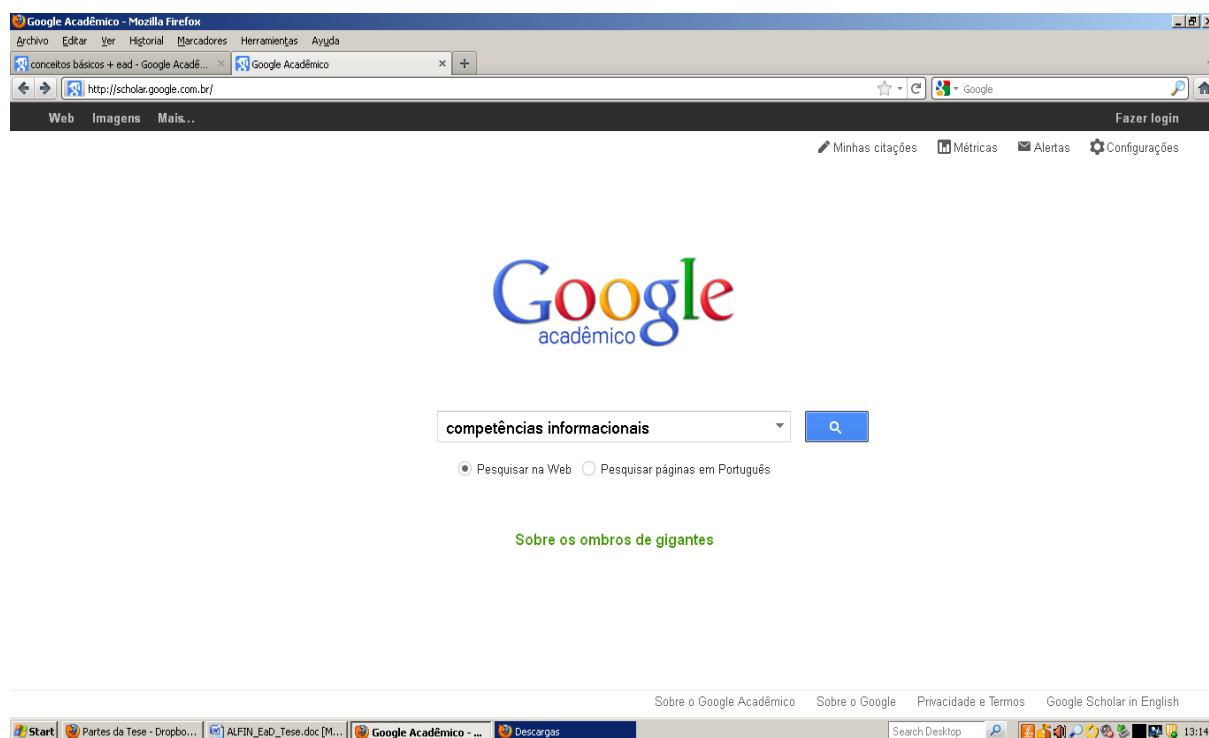 Google Acadêmico - Mozilla Firefox
Archivo Editar Ver Historial Marcadores Herramientas Ayuda
conceitos básicos + ead - Google Acadê... Google Acadêmico
http://scholar.google.com.br/ Google
Web Imagens Mais... Fazer login
Minhas citações Métricas Alertas Configurações
Google
acadêmico
competências informacionais
Pesquisar na Web Pesquisar páginas em Português
Sobre os ombros de gigantes
Sobre o Google Acadêmico Sobre o Google Privacidade e Termos Google Scholar in English
Start Partes da Tese - Dropbo... ALFIN_EaD_Tese.doc [M... Google Acadêmico - ... Descargas Search Desktop 13:14